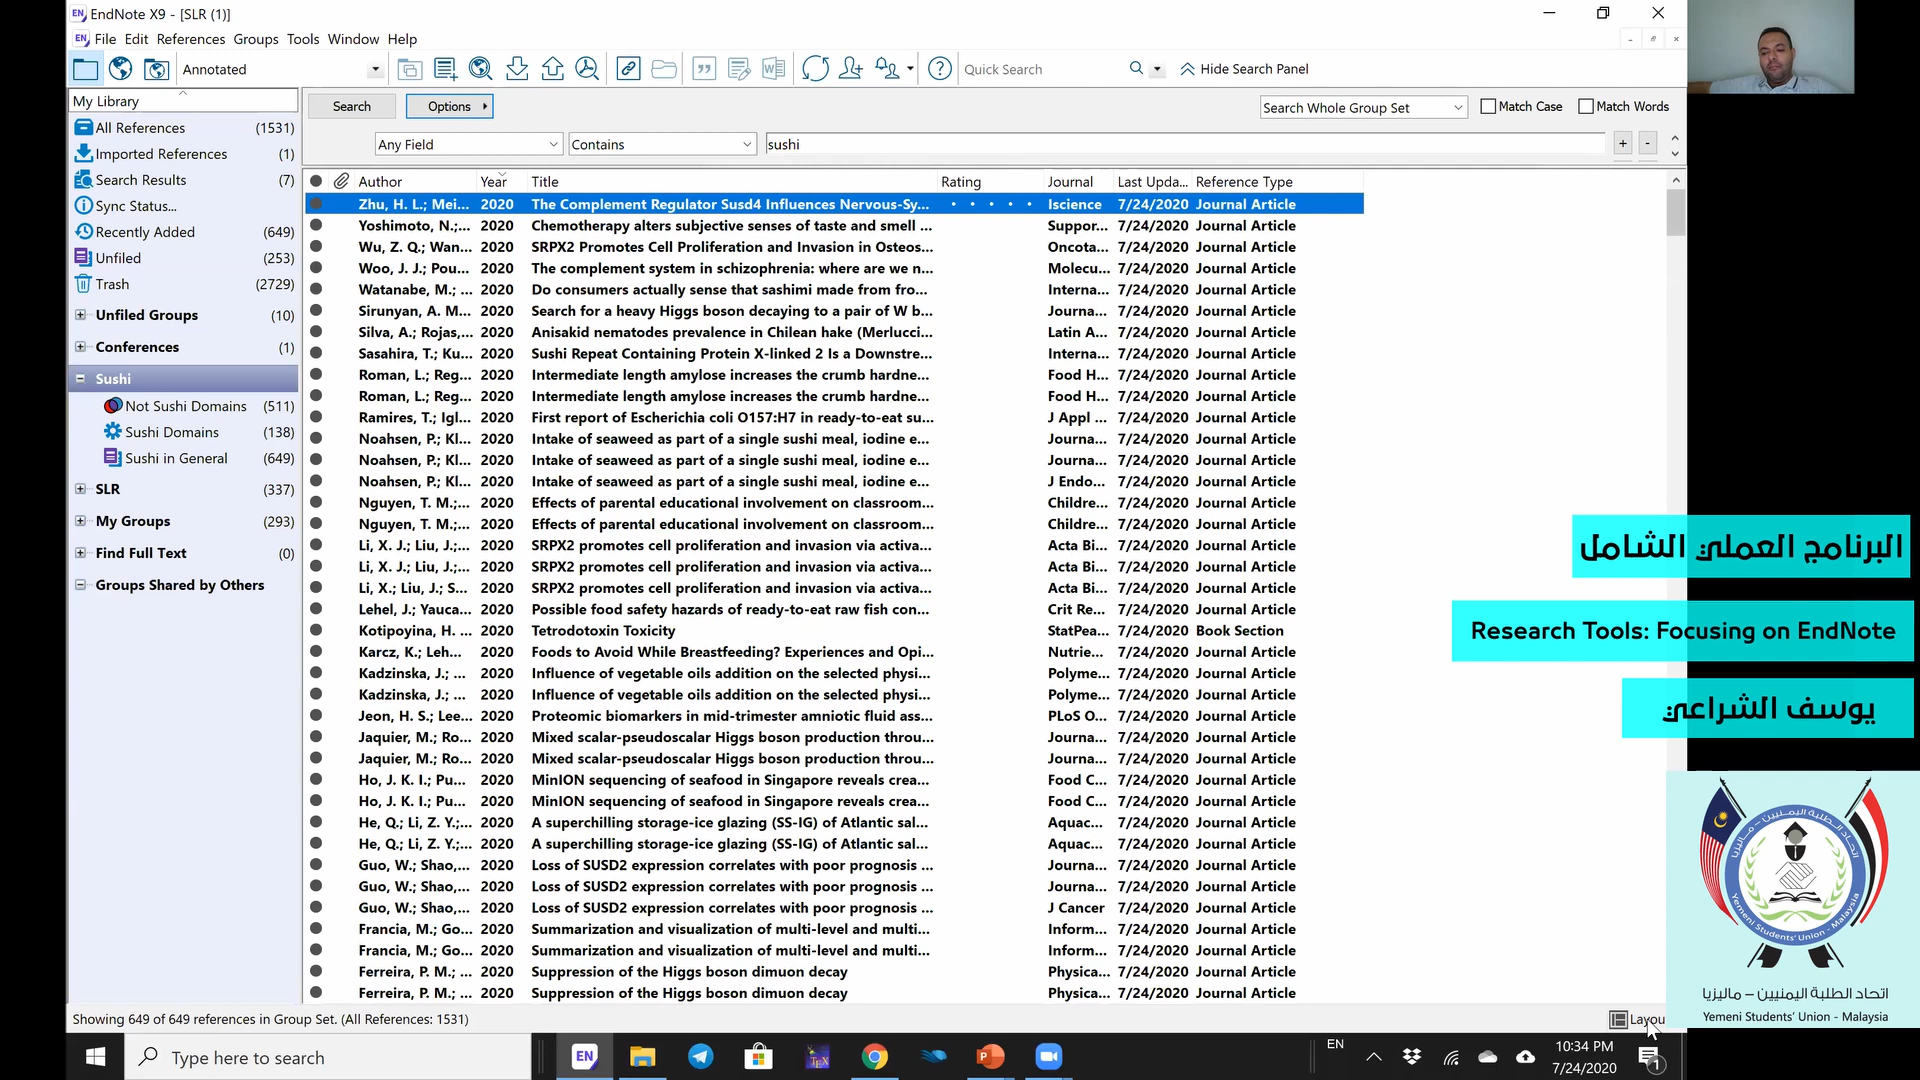 EndNote X9 - [SLR (1)]
File Edit References Groups Tools Window Help
Annotated
Quick Search
Hide Search Panel
My Library
Search
Options
Search Whole Group Set
Match Case
Match Words
Any Field
Contains
sushi
+
-
All References (1531)
Imported References (1)
Search Results (7)
Sync Status...
Recently Added (649)
Unfiled (253)
Trash (2729)
Unfiled Groups (10)
Conferences (1)
Sushi
Not Sushi Domains (511)
Sushi Domains (138)
Sushi in General (649)
SLR (337)
My Groups (293)
Find Full Text (0)
Groups Shared by Others
Author Year Title Rating Journal Last Upda... Reference Type
Zhu, H. L.; Mei... 2020 The Complement Regulator Susd4 Influences Nervous-Sy... Iscience 7/24/2020 Journal Article
Yoshimoto, N.;... 2020 Chemotherapy alters subjective senses of taste and smell ... Suppor... 7/24/2020 Journal Article
Wu, Z. Q.; Wan... 2020 SRPX2 Promotes Cell Proliferation and Invasion in Osteos... Oncota... 7/24/2020 Journal Article
Woo, J. J.; Pou... 2020 The complement system in schizophrenia: where are we n... Molecu... 7/24/2020 Journal Article
Watanabe, M.; ... 2020 Do consumers actually sense that sashimi made from fro... Interna... 7/24/2020 Journal Article
Sirunyan, A. M... 2020 Search for a heavy Higgs boson decaying to a pair of W b... Journa... 7/24/2020 Journal Article
Silva, A.; Rojas,... 2020 Anisakid nematodes prevalence in Chilean hake (Merlucci... Latin A... 7/24/2020 Journal Article
Sasahira, T.; Ku... 2020 Sushi Repeat Containing Protein X-linked 2 Is a Downstre... Interna... 7/24/2020 Journal Article
Roman, L.; Reg... 2020 Intermediate length amylose increases the crumb hardne... Food H... 7/24/2020 Journal Article
Roman, L.; Reg... 2020 Intermediate length amylose increases the crumb hardne... Food H... 7/24/2020 Journal Article
Ramires, T.; Igl... 2020 First report of Escherichia coli O157:H7 in ready-to-eat su... J Appl ... 7/24/2020 Journal Article
Noahsen, P.; Kl... 2020 Intake of seaweed as part of a single sushi meal, iodine e... Journa... 7/24/2020 Journal Article
Noahsen, P.; Kl... 2020 Intake of seaweed as part of a single sushi meal, iodine e... Journa... 7/24/2020 Journal Article
Noahsen, P.; Kl... 2020 Intake of seaweed as part of a single sushi meal, iodine e... J Endo... 7/24/2020 Journal Article
Nguyen, T. M.;... 2020 Effects of parental educational involvement on classroom... Childre... 7/24/2020 Journal Article
Nguyen, T. M.;... 2020 Effects of parental educational involvement on classroom... Childre... 7/24/2020 Journal Article
Li, X. J.; Liu, J.;... 2020 SRPX2 promotes cell proliferation and invasion via activa... Acta Bi... 7/24/2020 Journal Article
Li, X. J.; Liu, J.;... 2020 SRPX2 promotes cell proliferation and invasion via activa... Acta Bi... 7/24/2020 Journal Article
Li, X.; Liu, J.; S... 2020 SRPX2 promotes cell proliferation and invasion via activa... Acta Bi... 7/24/2020 Journal Article
Lehel, J.; Yauca... 2020 Possible food safety hazards of ready-to-eat raw fish con... Crit Re... 7/24/2020 Journal Article
Kotipoyina, H. ... 2020 Tetrodotoxin Toxicity StatPea... 7/24/2020 Book Section
Karcz, K.; Leh... 2020 Foods to Avoid While Breastfeeding? Experiences and Opi... Nutrie... 7/24/2020 Journal Article
Kadzinska, J.; ... 2020 Influence of vegetable oils addition on the selected physi... Polyme... 7/24/2020 Journal Article
Kadzinska, J.; ... 2020 Influence of vegetable oils addition on the selected physi... Polyme... 7/24/2020 Journal Article
Jeon, H. S.; Lee... 2020 Proteomic biomarkers in mid-trimester amniotic fluid ass... PLoS O... 7/24/2020 Journal Article
Jaquier, M.; Ro... 2020 Mixed scalar-pseudoscalar Higgs boson production throu... Journa... 7/24/2020 Journal Article
Jaquier, M.; Ro... 2020 Mixed scalar-pseudoscalar Higgs boson production throu... Journa... 7/24/2020 Journal Article
Ho, J. K. I.; Pu... 2020 MinION sequencing of seafood in Singapore reveals crea... Food C... 7/24/2020 Journal Article
Ho, J. K. I.; Pu... 2020 MinION sequencing of seafood in Singapore reveals crea... Food C... 7/24/2020 Journal Article
He, Q.; Li, Z. Y.;... 2020 A superchilling storage-ice glazing (SS-IG) of Atlantic sal... Aquac... 7/24/2020 Journal Article
He, Q.; Li, Z. Y.;... 2020 A superchilling storage-ice glazing (SS-IG) of Atlantic sal... Aquac... 7/24/2020 Journal Article
Guo, W.; Shao,... 2020 Loss of SUSD2 expression correlates with poor prognosis ... Journa... 7/24/2020 Journal Article
Guo, W.; Shao,... 2020 Loss of SUSD2 expression correlates with poor prognosis ... Journa... 7/24/2020 Journal Article
Guo, W.; Shao,... 2020 Loss of SUSD2 expression correlates with poor prognosis ... J Cancer 7/24/2020 Journal Article
Francia, M.; Go... 2020 Summarization and visualization of multi-level and multi... Inform... 7/24/2020 Journal Article
Francia, M.; Go... 2020 Summarization and visualization of multi-level and multi... Inform... 7/24/2020 Journal Article
Ferreira, P. M.; ... 2020 Suppression of the Higgs boson dimuon decay Physica... 7/24/2020 Journal Article
Ferreira, P. M.; ... 2020 Suppression of the Higgs boson dimuon decay Physica... 7/24/2020 Journal Article
البرنامج العملي الشامل
Research Tools: Focusing on EndNote
يوسف الشراعي
اتحاد الطلبة اليمنيين - ماليزيا
Yemeni Students' Union - Malaysia
اتحاد الطلبة اليمنيين – ماليزيا
Yemeni Students' Union - Malaysia
Showing 649 of 649 references in Group Set. (All References: 1531)
Layou
Type here to search
EN
EN
10:34 PM
7/24/2020
1